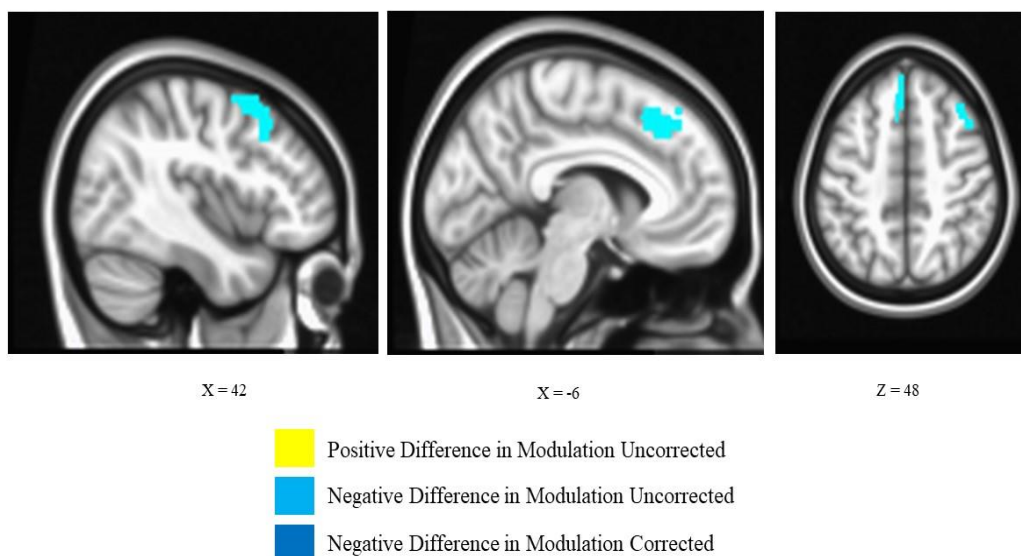 X = 42
X = -6
Z = 48
Positive Difference in Modulation Uncorrected
Negative Difference in Modulation Uncorrected
Negative Difference in Modulation Corrected